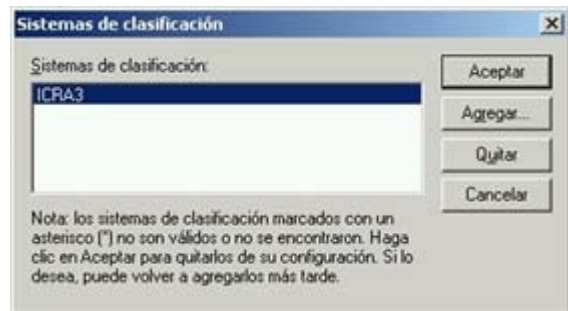 Sistemas de clasificación
Sistemas de clasificación:
ICRA3
Aceptar
Agregar...
Quitar
Cancelar
Nota: los sistemas de clasificación marcados con un
asterisco (*) no son válidos o no se encontraron. Haga
clic en Aceptar para quitarlos de su configuración. Si lo
desea, puede volver a agregarlos más tarde.